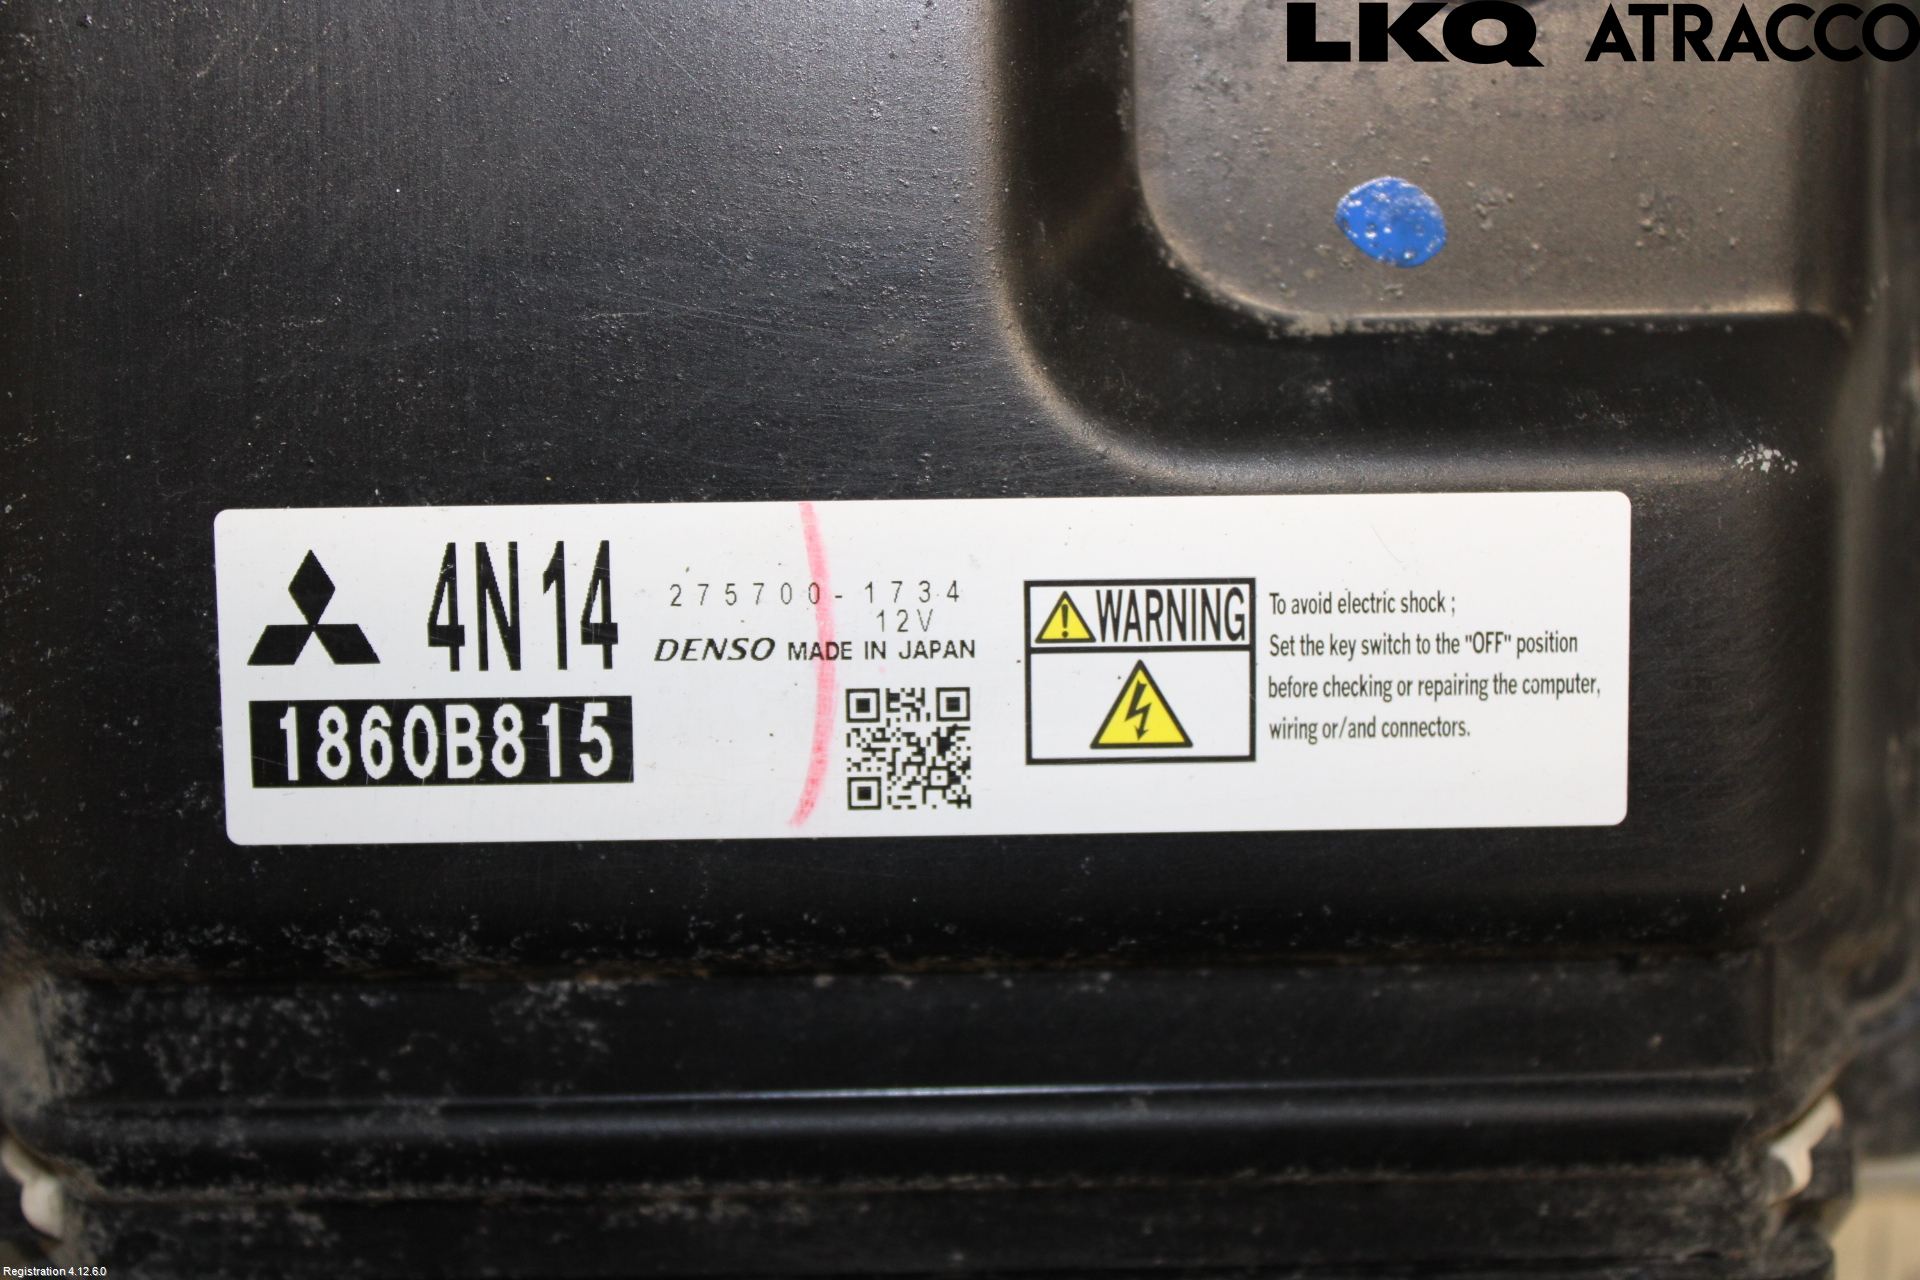 LKQ ATRACCO
4N14
1860B815
275700-1734
12V
DENSO MADE IN JAPAN
WARNING
To avoid electric shock ;
Set the key switch to the "OFF" position
before checking or repairing the computer,
wiring or/and connectors.
Registration 4.12.6.0